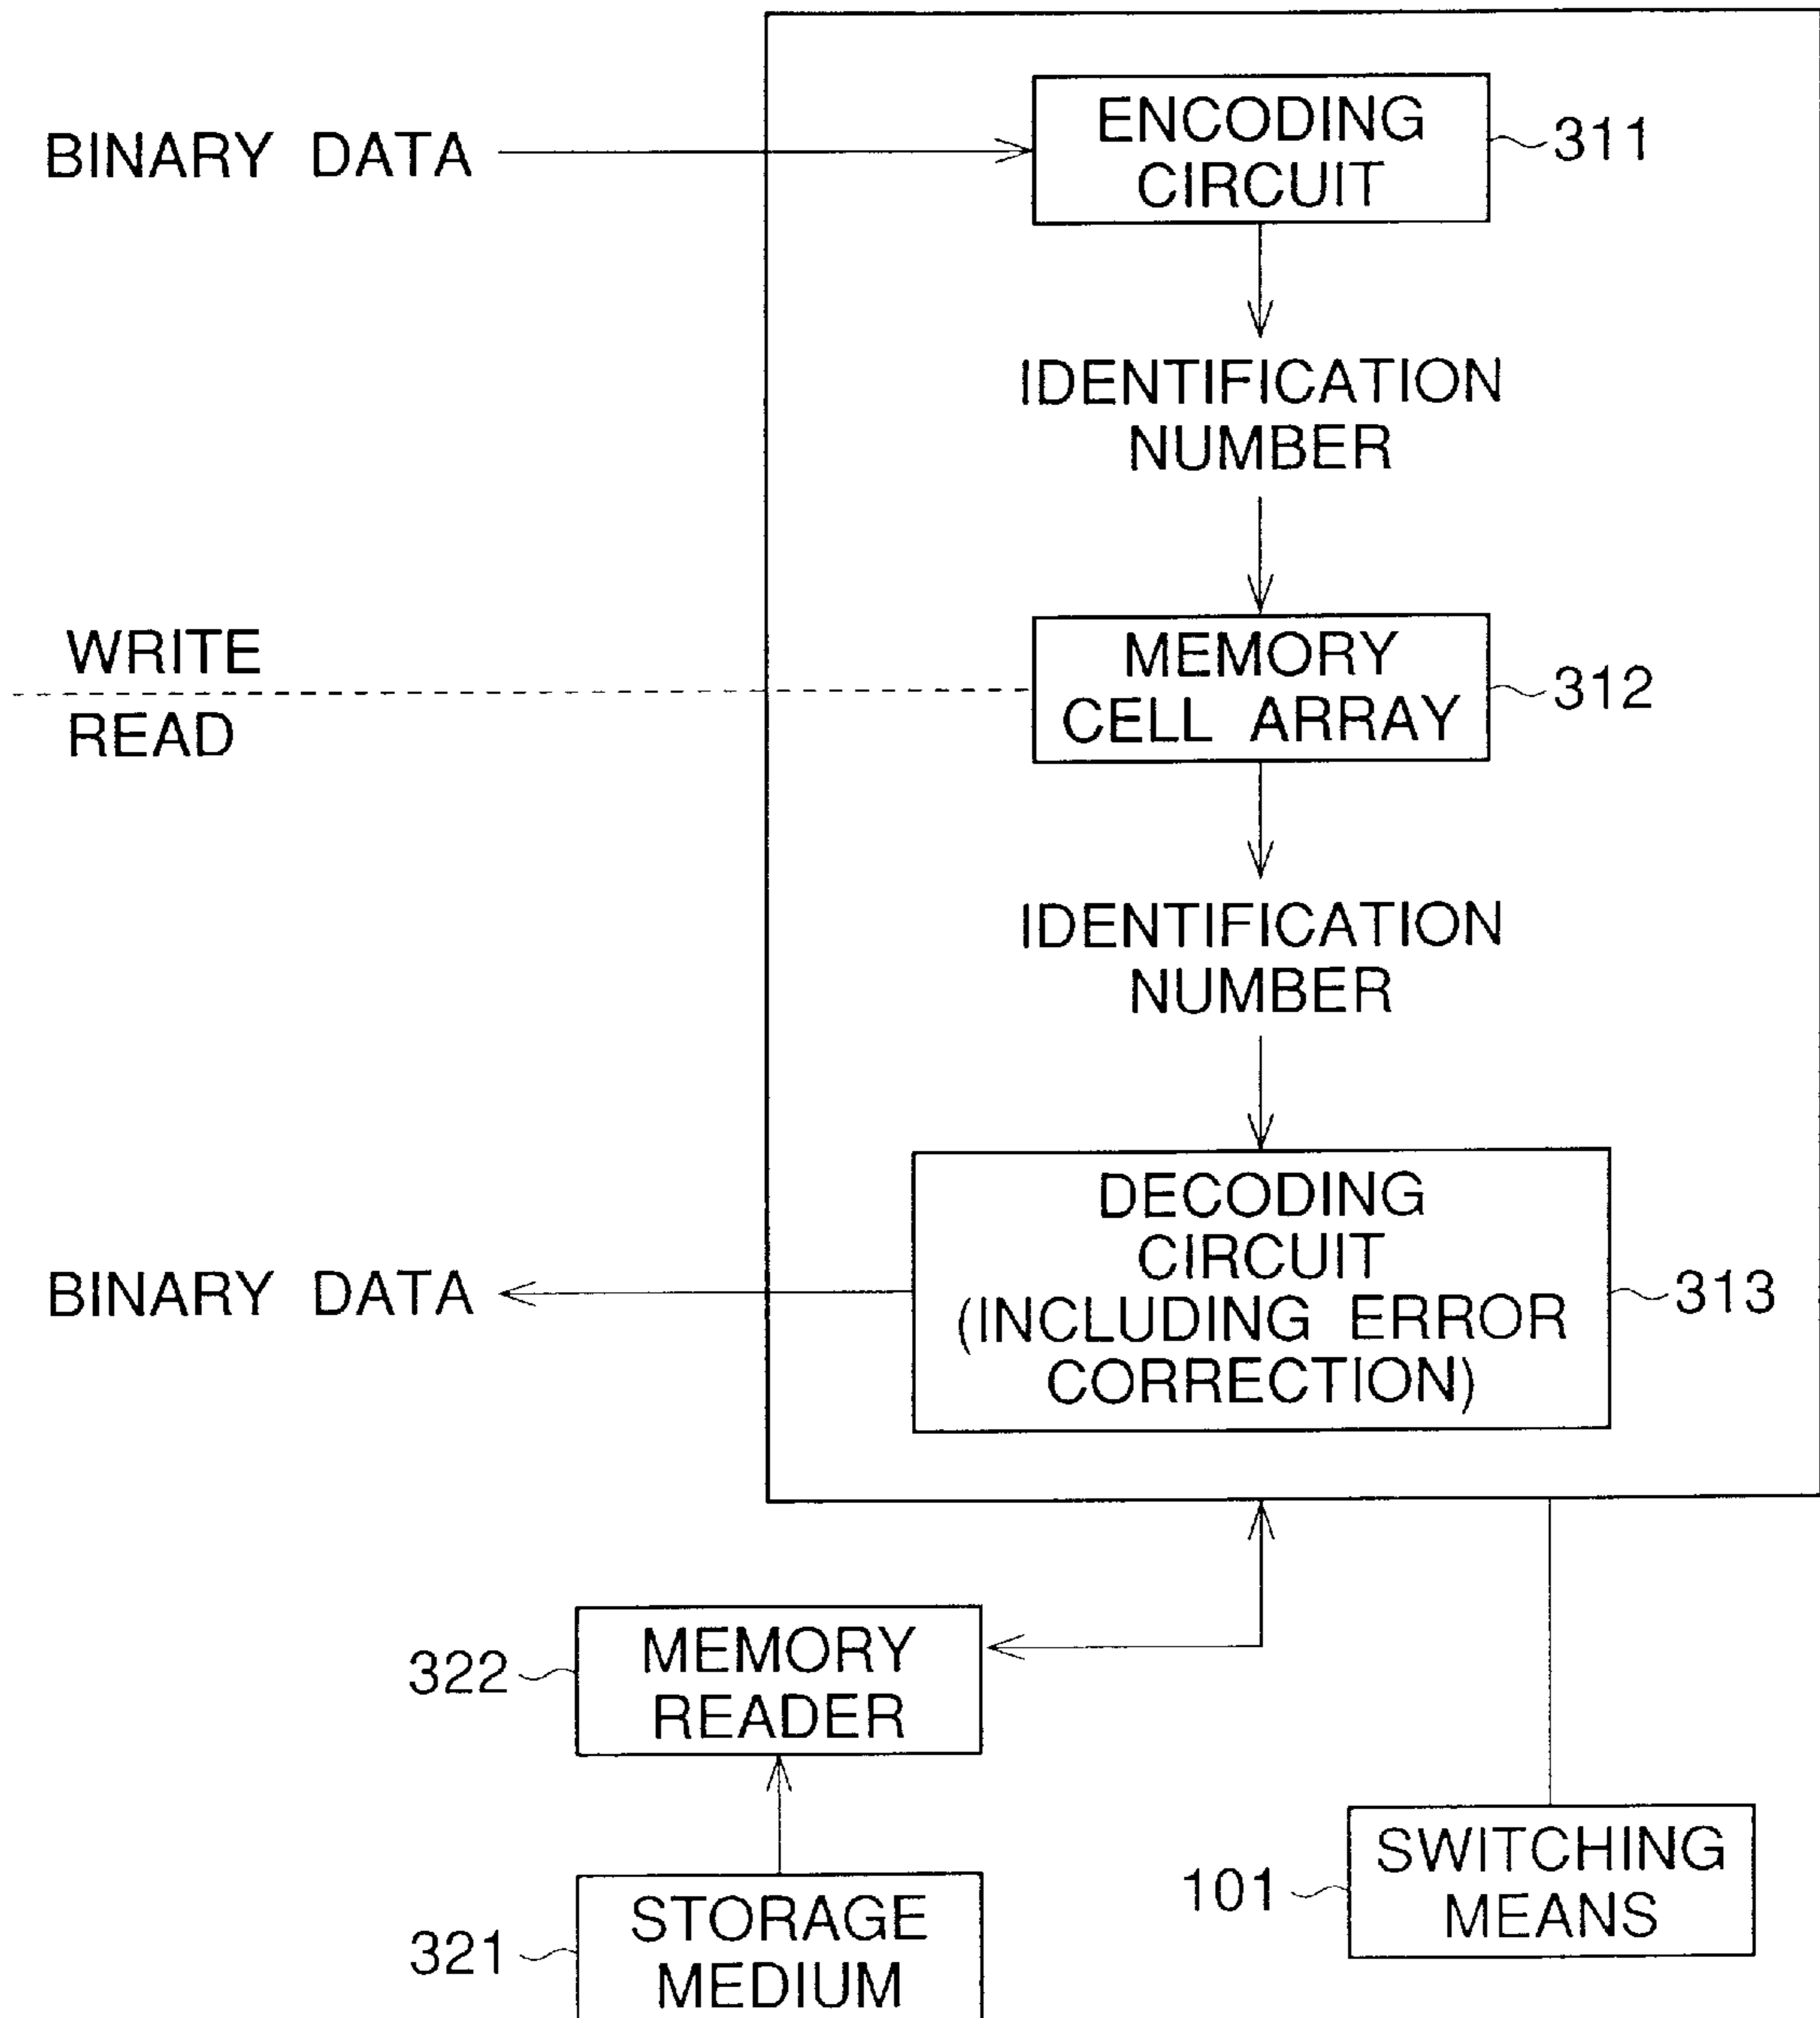 ENCODING
CIRCUIT
311
BINARY DATA
IDENTIFICATION
NUMBER
WRITE
READ
MEMORY
CELL ARRAY
312
IDENTIFICATION
NUMBER
DECODING
CIRCUIT
(INCLUDING ERROR
CORRECTION)
313
BINARY DATA
322
MEMORY
READER
101
SWITCHING
MEANS
321
STORAGE
MEDIUM